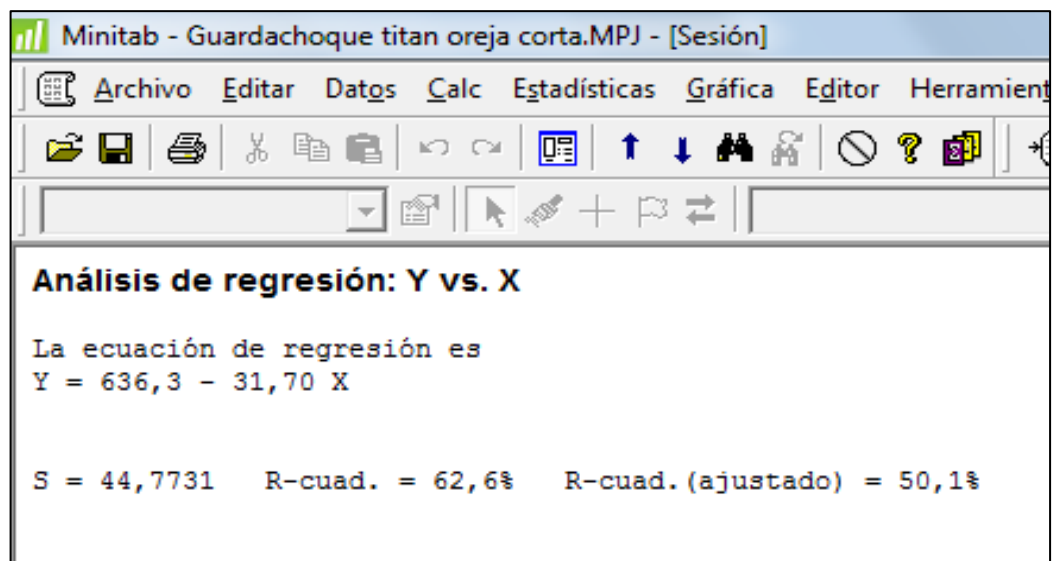 Minitab - Guardachoque titan oreja corta.MPJ - [Sesión]
Archivo Editar Datos Calc Estadísticas Gráfica Editor Herramient
Análisis de regresión: Y vs. X
La ecuación de regresión es
Y = 636,3 - 31,70 X
S = 44,7731 R-cuad. = 62,6% R-cuad.(ajustado) = 50,1%